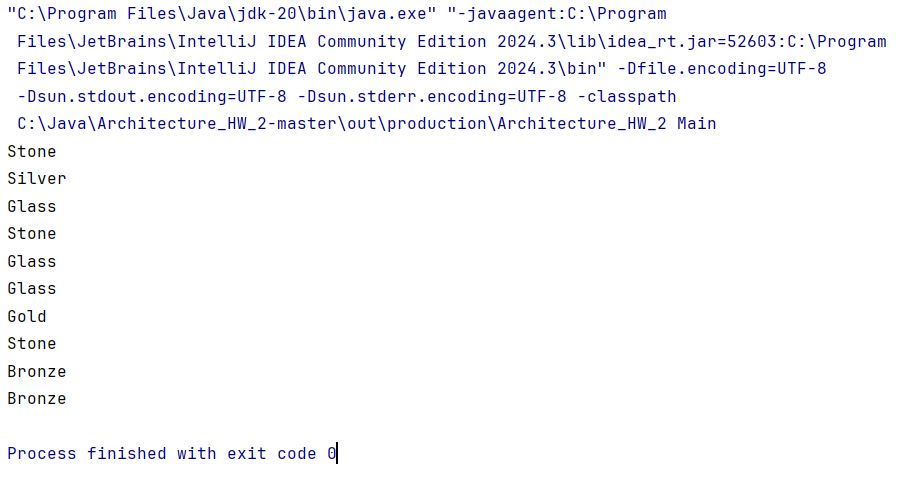 "C:\Program Files\Java\jdk-20\bin\java.exe" "-javaagent:C:\Program
Files\JetBrains\IntelliJ IDEA Community Edition 2024.3\lib\idea_rt.jar=52603:C:\Program
Files\JetBrains\IntelliJ IDEA Community Edition 2024.3\bin" -Dfile.encoding=UTF-8
-Dsun.stdout.encoding=UTF-8 -Dsun.stderr.encoding=UTF-8 -classpath
C:\Java\Architecture_HW_2-master\out\production\Architecture_HW_2 Main
Stone
Silver
Glass
Stone
Glass
Glass
Gold
Stone
Bronze
Bronze
Process finished with exit code 0